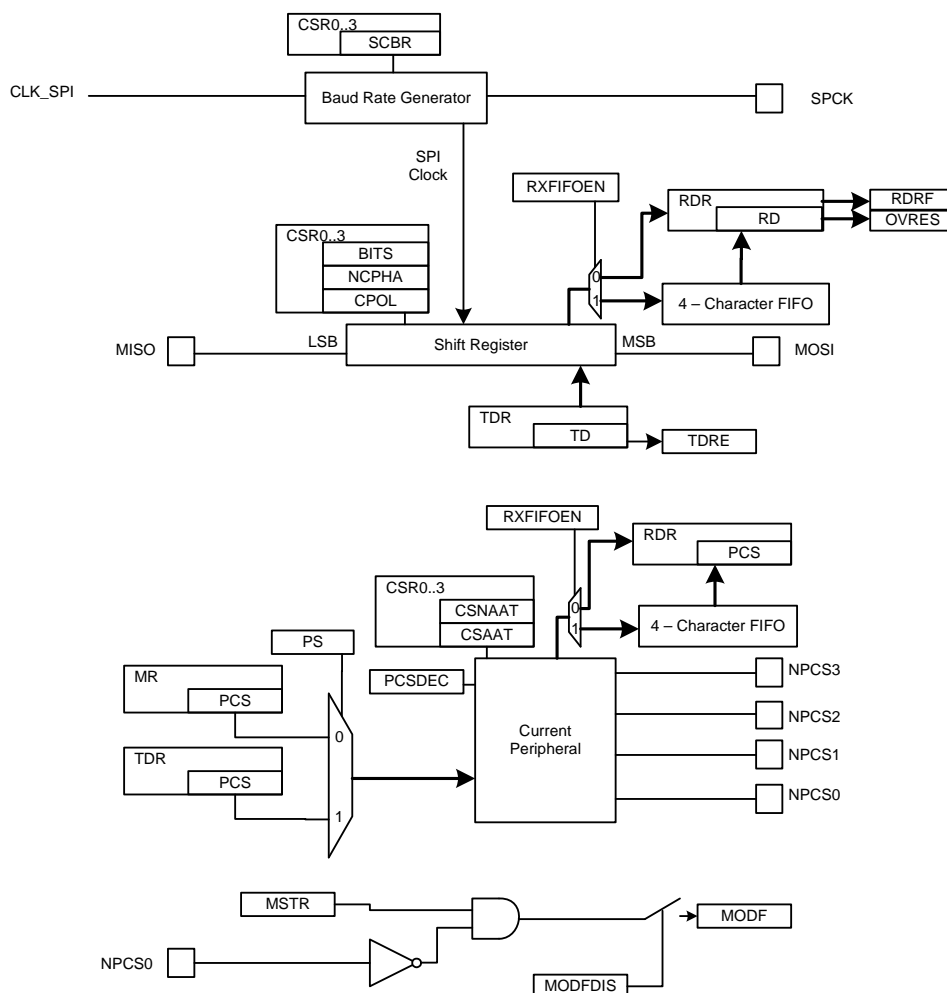 CSR0..3
SCBR
CLK_SPI
Baud Rate Generator
SPCK
SPI
Clock
RXFIFOEN
RDR
RD
RDRF
OVRES
CSR0..3
BITS
NCPHA
CPOL
0
1
4 – Character FIFO
MISO
LSB
Shift Register
MSB
MOSI
TDR
TD
TDRE
RXFIFOEN
RDR
PCS
CSR0..3
CSNAAT
CSAAT
0
1
4 – Character FIFO
PS
PCSDEC
MR
PCS
0
TDR
PCS
1
Current
Peripheral
NPCS3
NPCS2
NPCS1
NPCS0
MSTR
MODF
NPCS0
MODFDIS